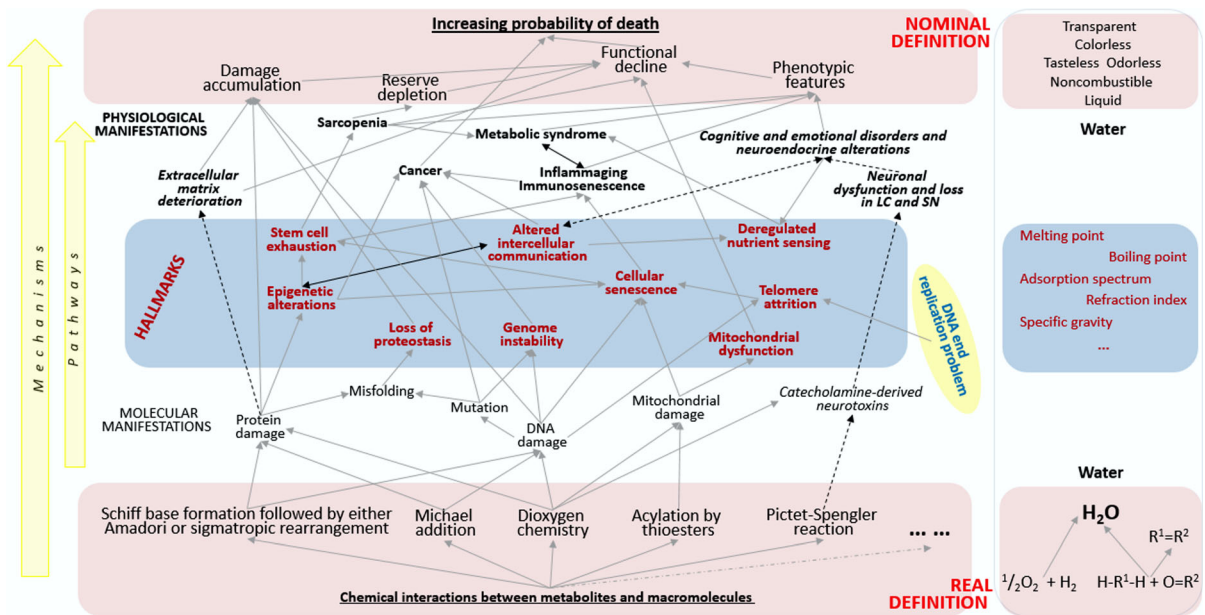 Increasing probability of death
NOMINAL
DEFINITION
Functional
decline
Damage
accumulation
Reserve
depletion
Phenotypic
features
PHYSIOLOGICAL
MANIFESTATIONS
Sarcopenia
Metabolic syndrome
Cognitive and emotional disorders and
neuroendocrine alterations
Extracellular
matrix
deterioration
Cancer
Inflammaging
Immunosenescence
Neuronal
dysfunction and loss
in LC and SN
HALLMARKS
Stem cell
exhaustion
Altered
intercellular
communication
Deregulated
nutrient sensing
Epigenetic
alterations
Cellular
senescence
Telomere
attrition
Loss of
proteostasis
Genome
instability
Mitochondrial
dysfunction
DNA end
replication problem
Mechanisms
Pathways
MOLECULAR
MANIFESTATIONS
Misfolding
Protein
damage
Mutation
DNA
damage
Mitochondrial
damage
Catecholamine-derived
neurotoxins
Schiff base formation followed by either
Amadori or sigmatropic rearrangement
Michael
addition
Dioxygen
chemistry
Acylation by
thioesters
Pictet-Spengler
reaction
... ...
Chemical interactions between metabolites and macromolecules
REAL
DEFINITION
Transparent
Colorless
Tasteless Odorless
Noncombustible
Liquid
Water
Melting point
Boiling point
Adsorption spectrum
Refraction index
Specific gravity
...
Water
H₂O
R¹=R²
¹/₂O₂ + H₂
H-R¹-H + O=R²